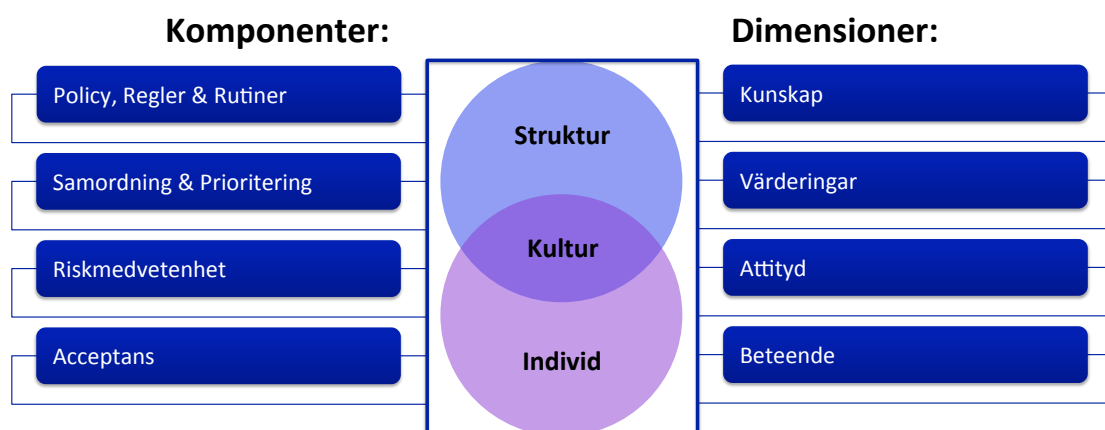 Komponenter:
Dimensioner:
Policy, Regler & Rutiner
Samordning & Prioritering
Riskmedvetenhet
Acceptans
Struktur
Kultur
Individ
Kunskap
Värderingar
Attityd
Beteende